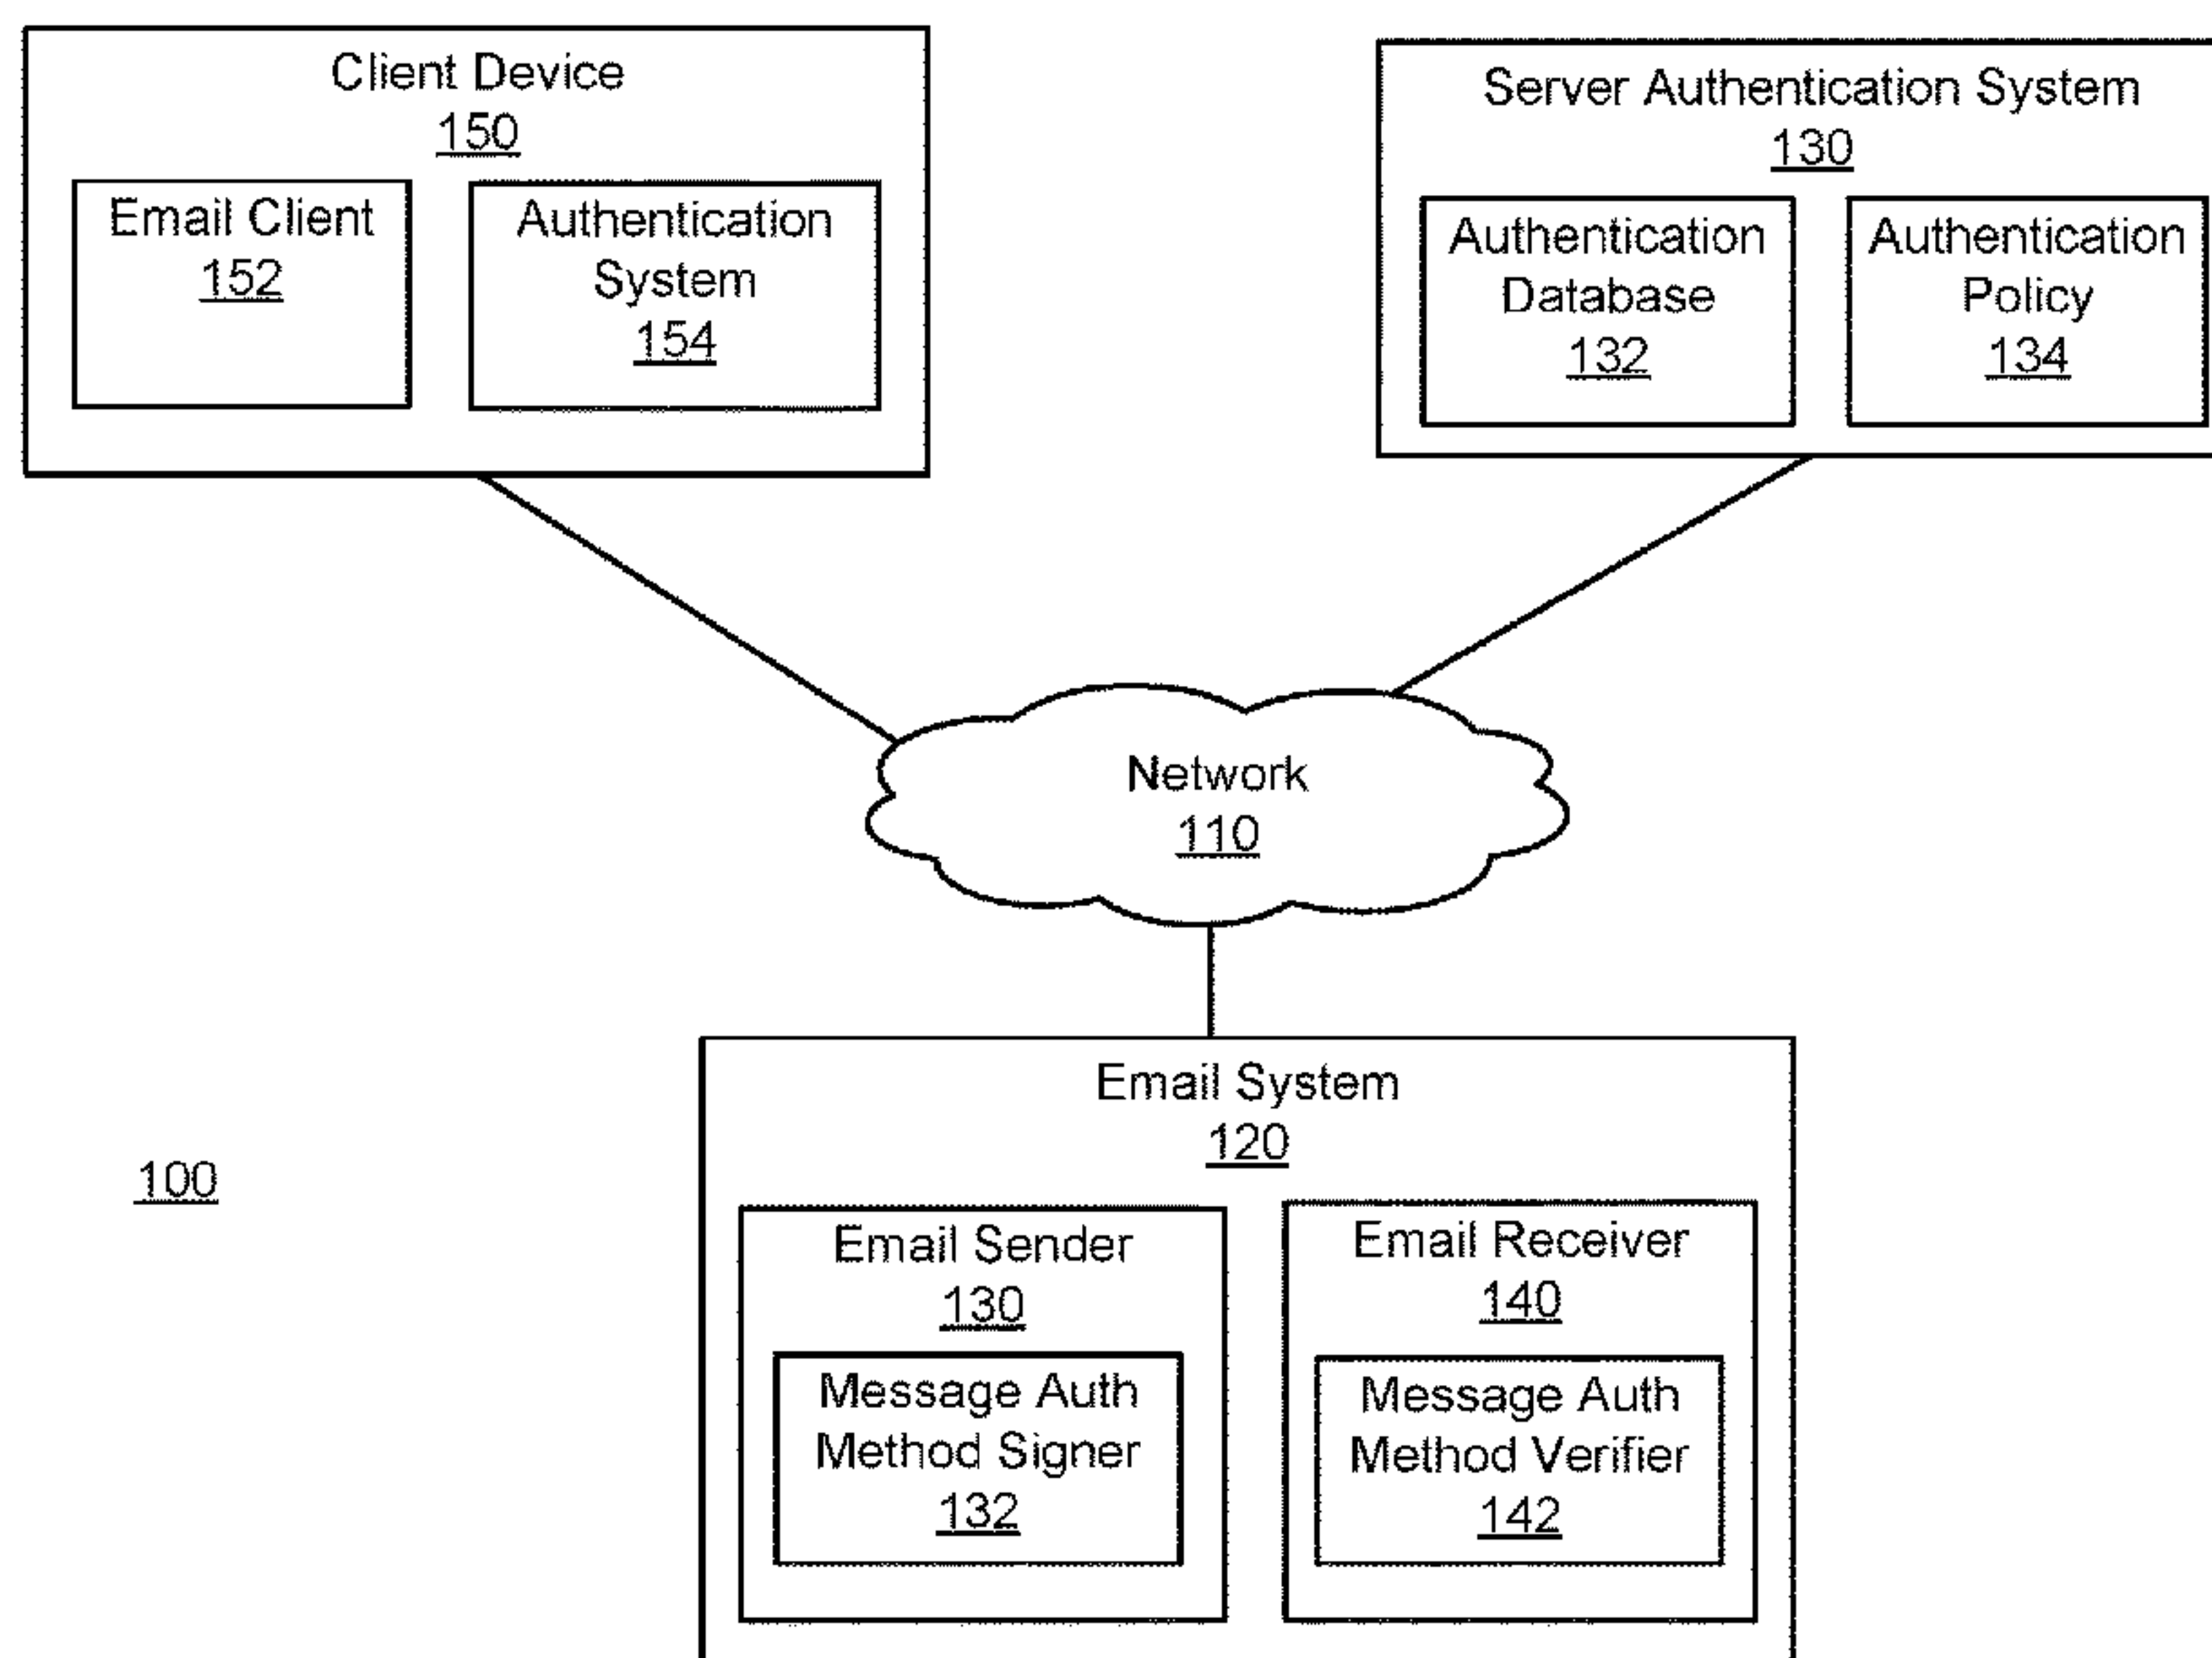 Client Device
150
Email Client
152
Authentication
System
154
Server Authentication System
130
Authentication
Database
132
Authentication
Policy
134
Network
110
100
Email System
120
Email Sender
130
Message Auth
Method Signer
132
Email Receiver
140
Message Auth
Method Verifier
142